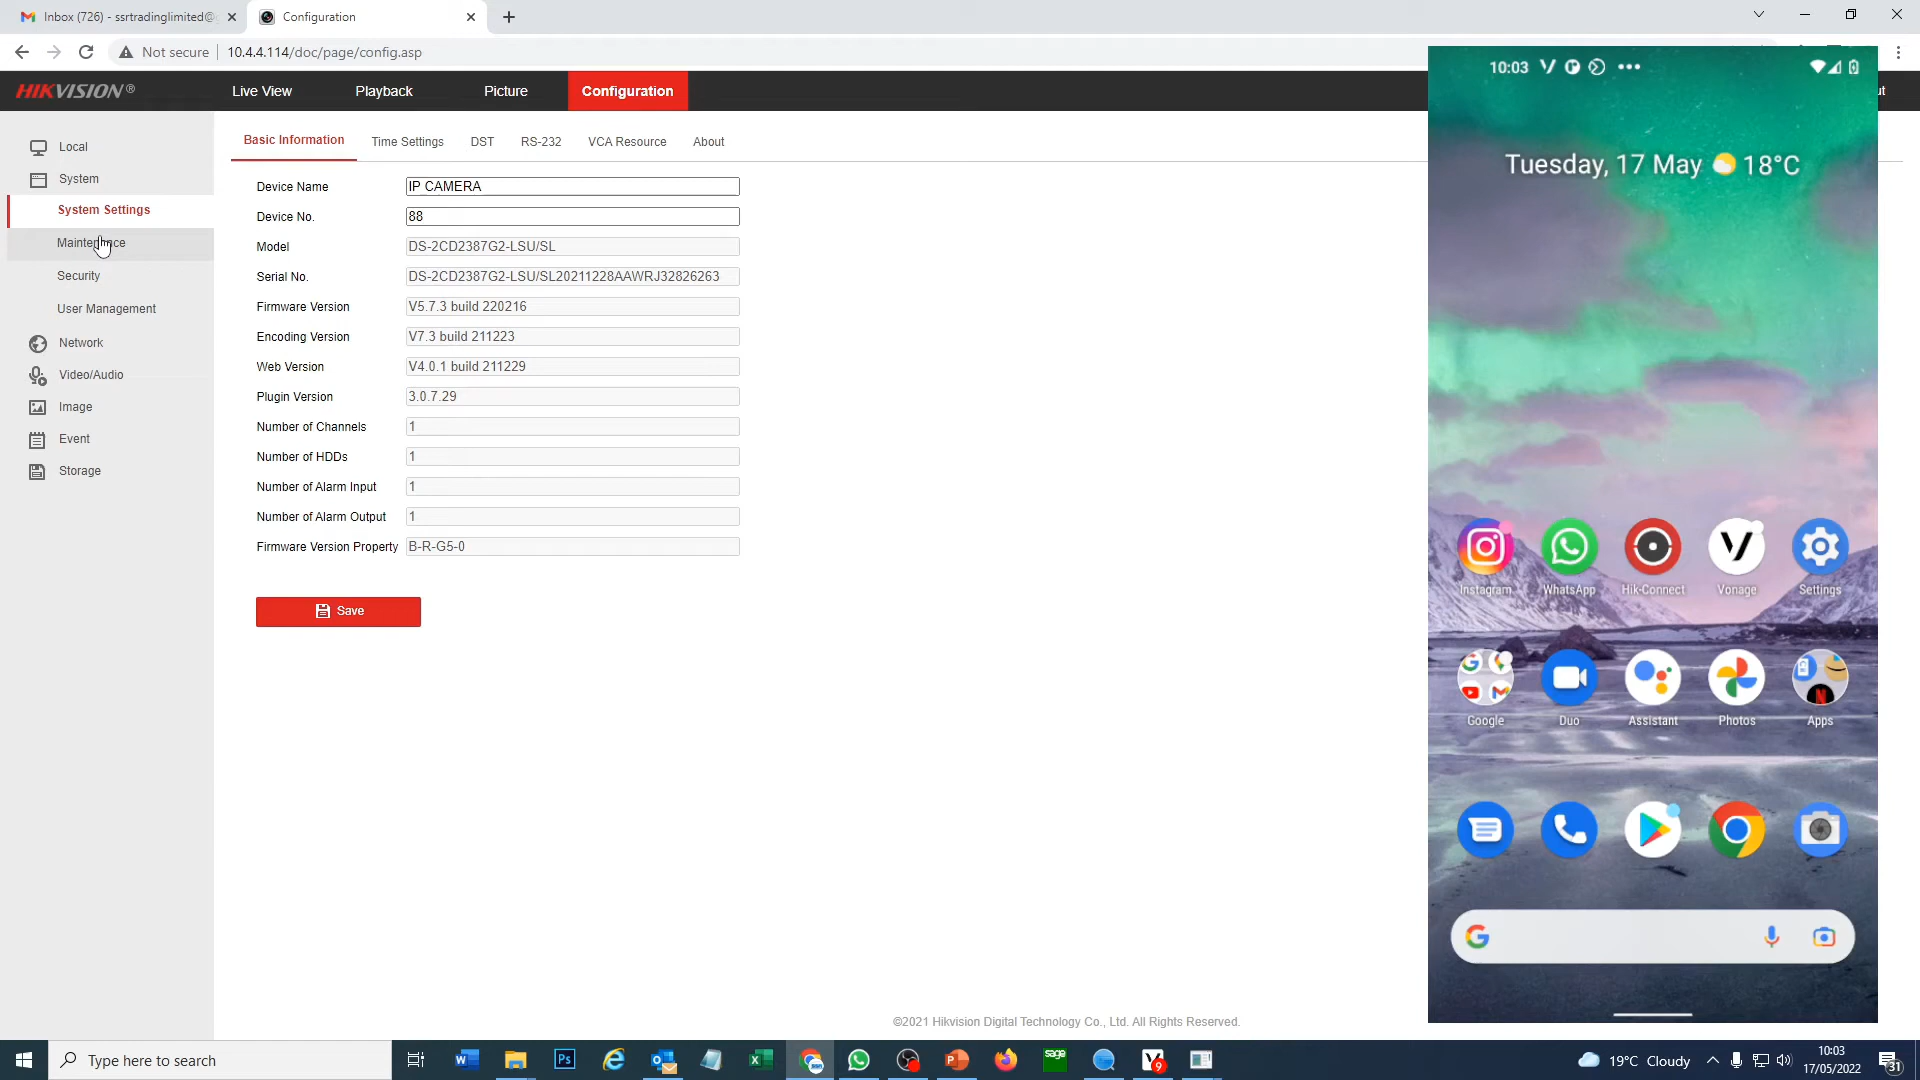 Inbox (726) - ssrtradinglimited@
Configuration
Not secure
10.4.4.114/doc/page/config.asp
HIKVISION®
Live View
Playback
Picture
Configuration
Local
System
System Settings
Maintenance
Security
User Management
Network
Video/Audio
Image
Event
Storage
Basic Information
Time Settings
DST
RS-232
VCA Resource
About
Device Name
IP CAMERA
Device No.
88
Model
DS-2CD2387G2-LSU/SL
Serial No.
DS-2CD2387G2-LSU/SL20211228AAWRJ32826263
Firmware Version
V5.7.3 build 220216
Encoding Version
V7.3 build 211223
Web Version
V4.0.1 build 211229
Plugin Version
3.0.7.29
Number of Channels
1
Number of HDDs
1
Number of Alarm Input
1
Number of Alarm Output
1
Firmware Version Property
B-R-G5-0
Save
©2021 Hikvision Digital Technology Co., Ltd. All Rights Reserved.
10:03
Tuesday, 17 May 18°C
Instagram
WhatsApp
Hik-Connect
Vonage
Settings
Google
Duo
Assistant
Photos
Apps
Type here to search
sage
9
19°C Cloudy
10:03
17/05/2022
31